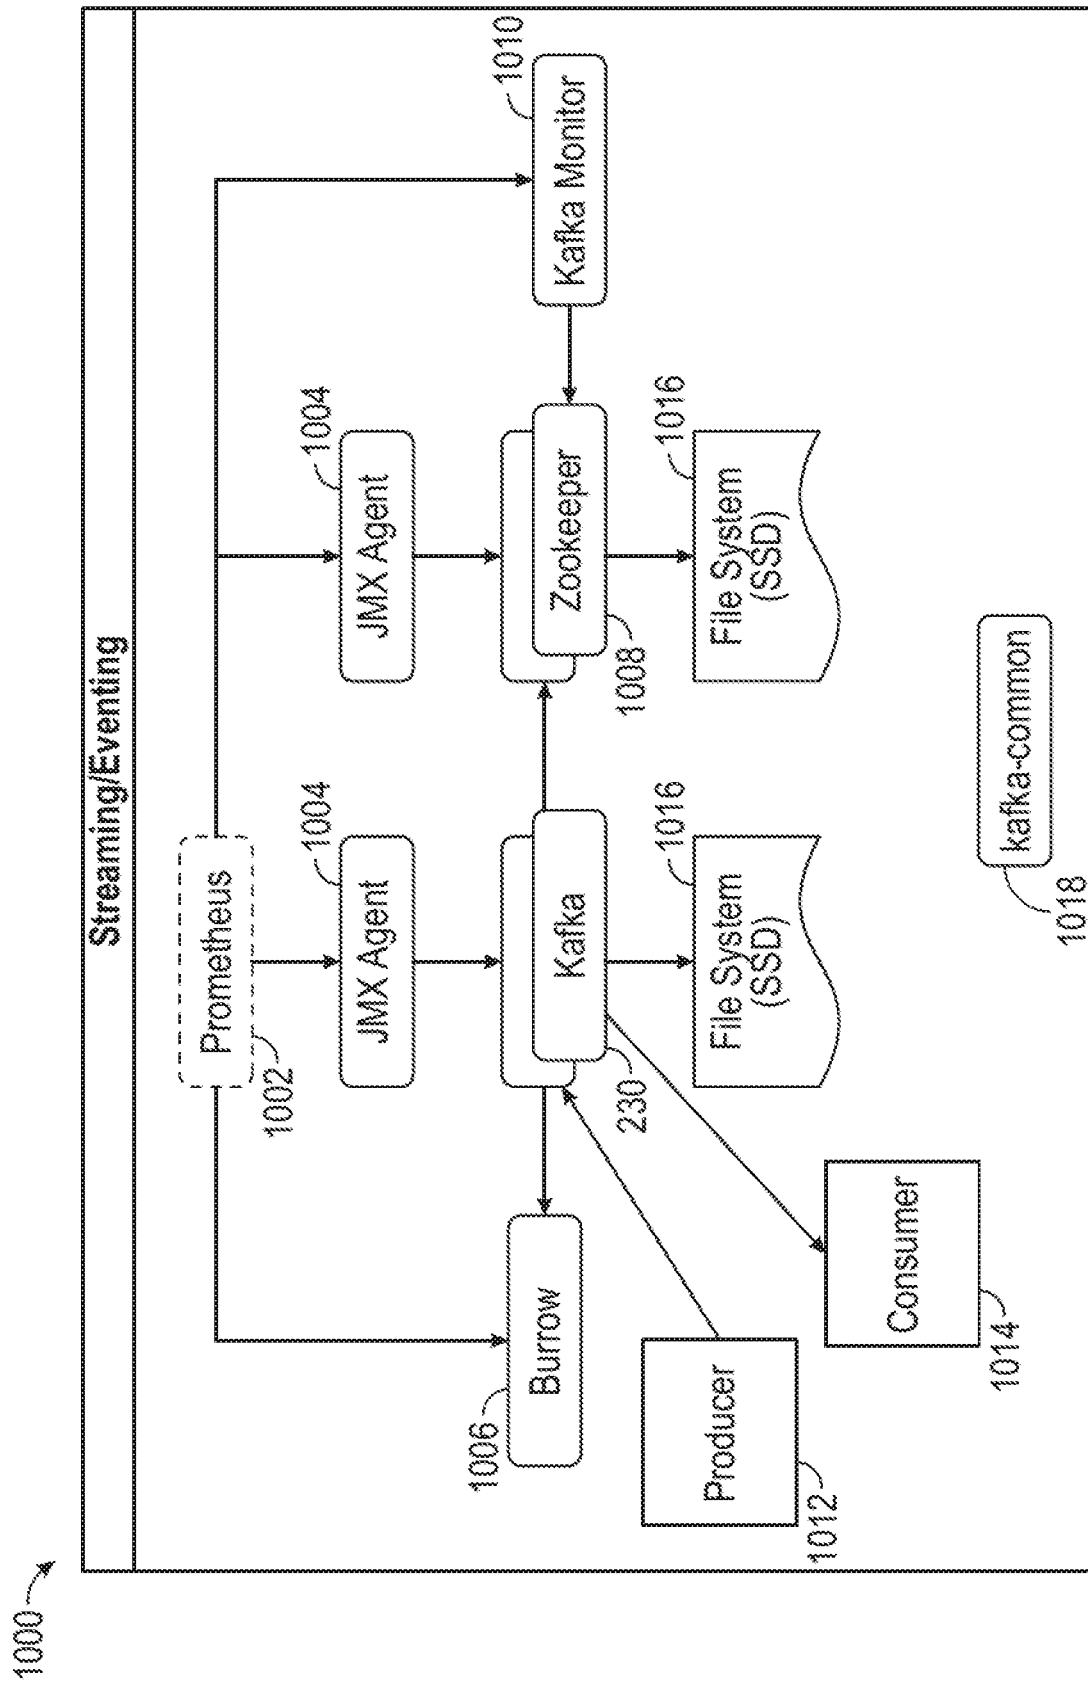 1000
Streaming/Eventing
Prometheus
1002
JMX Agent
1004
JMX Agent
1004
Burrow
1006
Kafka
230
Zookeeper
1008
Kafka Monitor
1010
Producer
1012
Consumer
1014
File System
(SSD)
1016
File System
(SSD)
1016
kafka-common
1018